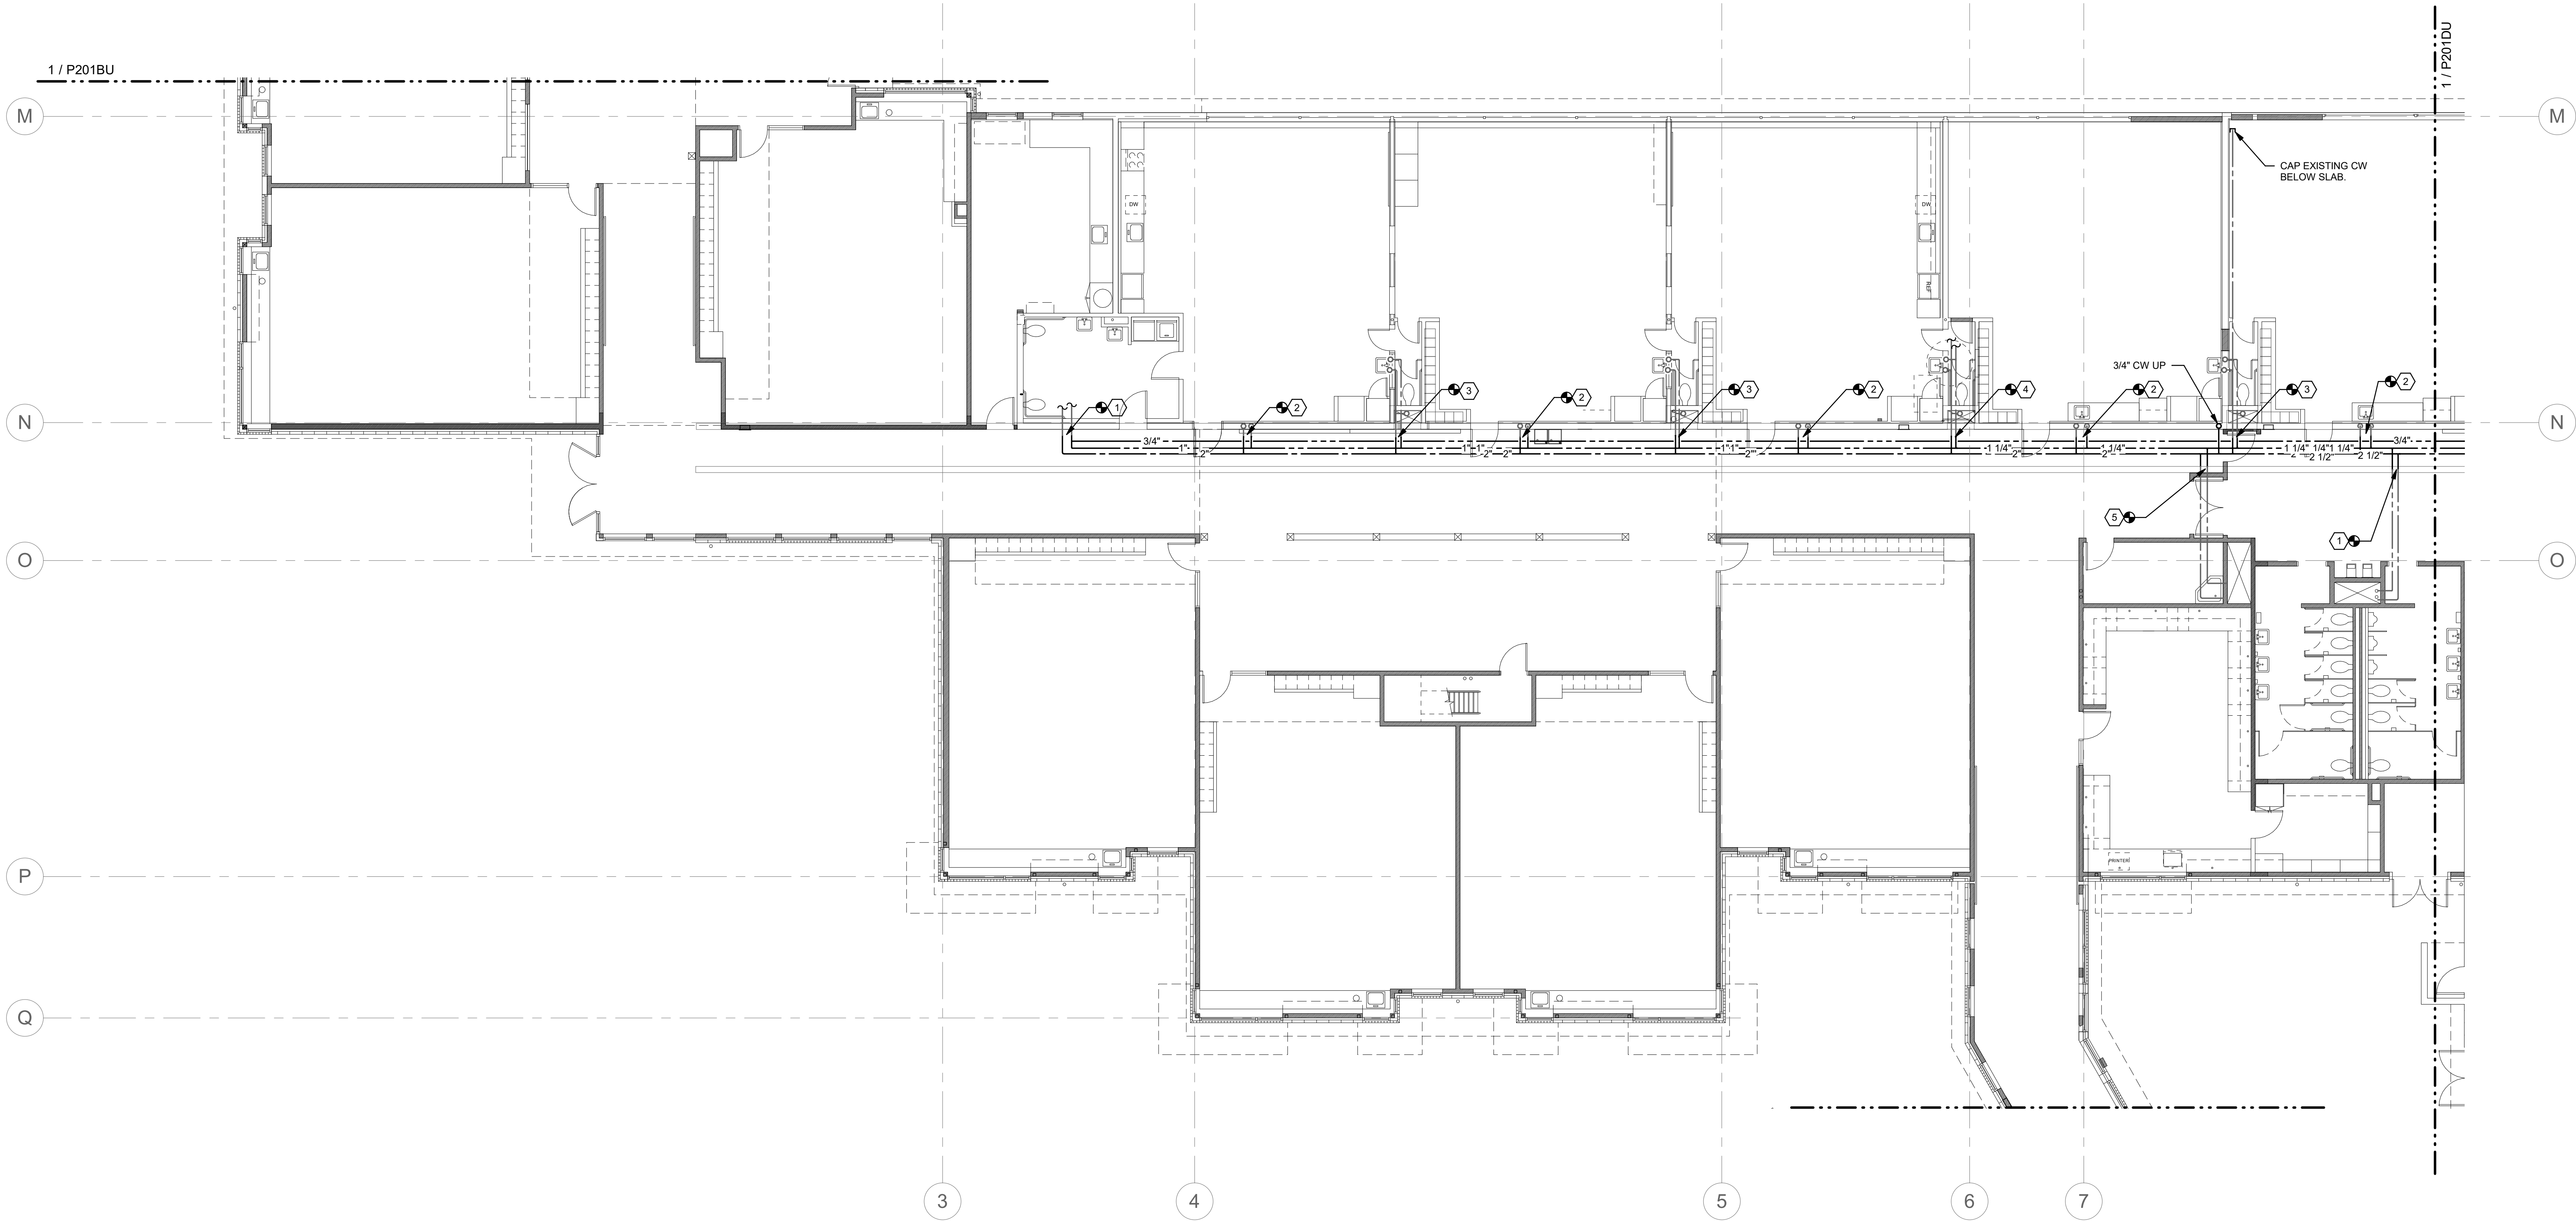 1 / P201BU
1 / P201DU
M
M
CAP EXISTING CW
BELOW SLAB.
DW
DW
REF
3/4" CW UP
1
2
3
2
3
2
4
2
3
2
N
N
3/4"
1"
2"
1"
1"
2"
2"
1"
1"
2"
1 1/4"
2"
1 1/4"
2"
1 1/4"
1/4"
1 1/4"
2"
2 1/2"
2 1/2"
3/4"
5
1
O
O
PRINTER
P
Q
3
4
5
6
7